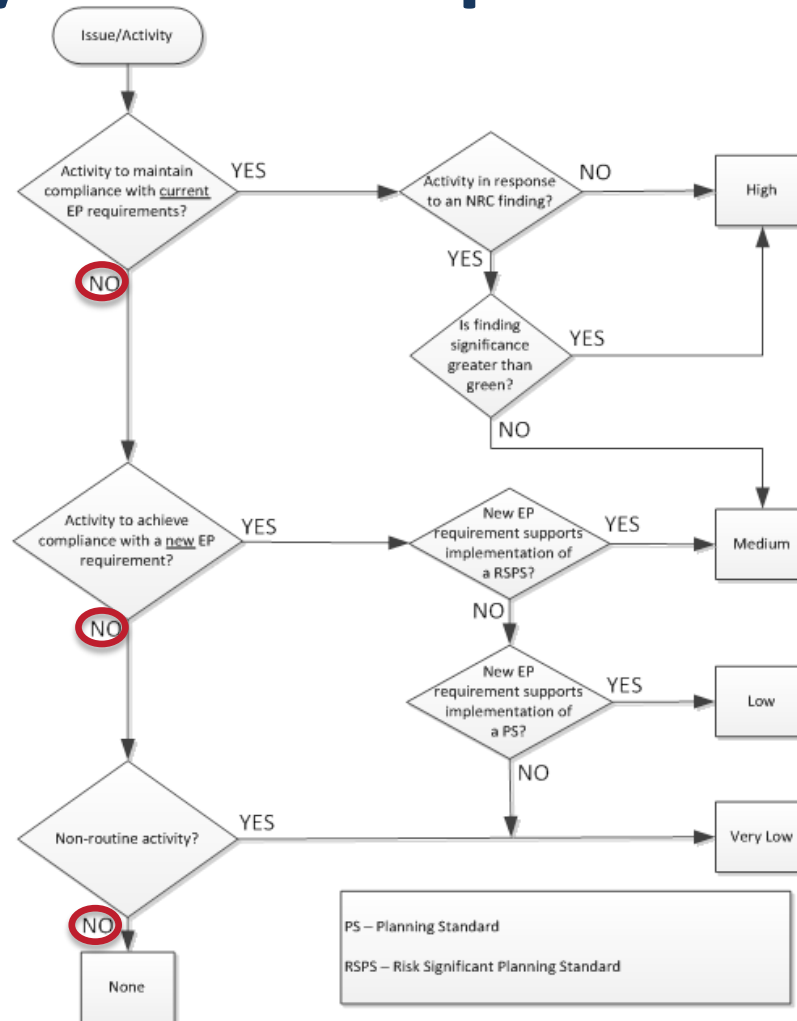 Issue/Activity
Activity to maintain
compliance with current
EP requirements?
YES
Activity in response
to an NRC finding?
NO
High
NO
YES
Is finding
significance
greater than
green?
YES
NO
Activity to achieve
compliance with a new EP
requirement?
YES
New EP
requirement supports
implementation of
a RSPS?
YES
Medium
NO
NO
New EP
requirement supports
implementation of
a PS?
YES
Low
NO
Non-routine activity?
YES
Very Low
NO
None
PS – Planning Standard
RSPS – Risk Significant Planning Standard